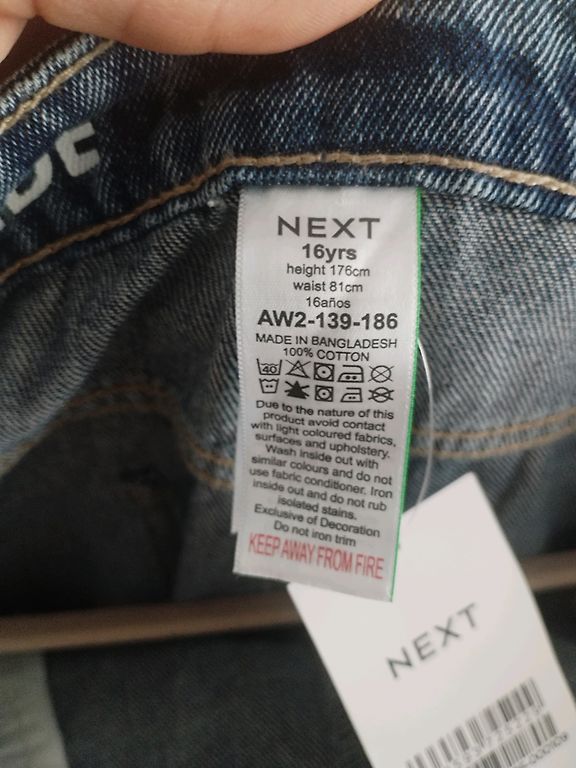 NEXT
16yrs
height 176cm
waist 81cm
16años
AW2-139-186
MADE IN BANGLADESH
100% COTTON
40
Due to the nature of this
product avoid contact
with light coloured fabrics,
surfaces and upholstery.
Wash inside out with
similar colours and do not
use fabric conditioner. Iron
inside out and do not rub
isolated stains.
Exclusive of Decoration
Do not iron trim
KEEP AWAY FROM FIRE
NEXT